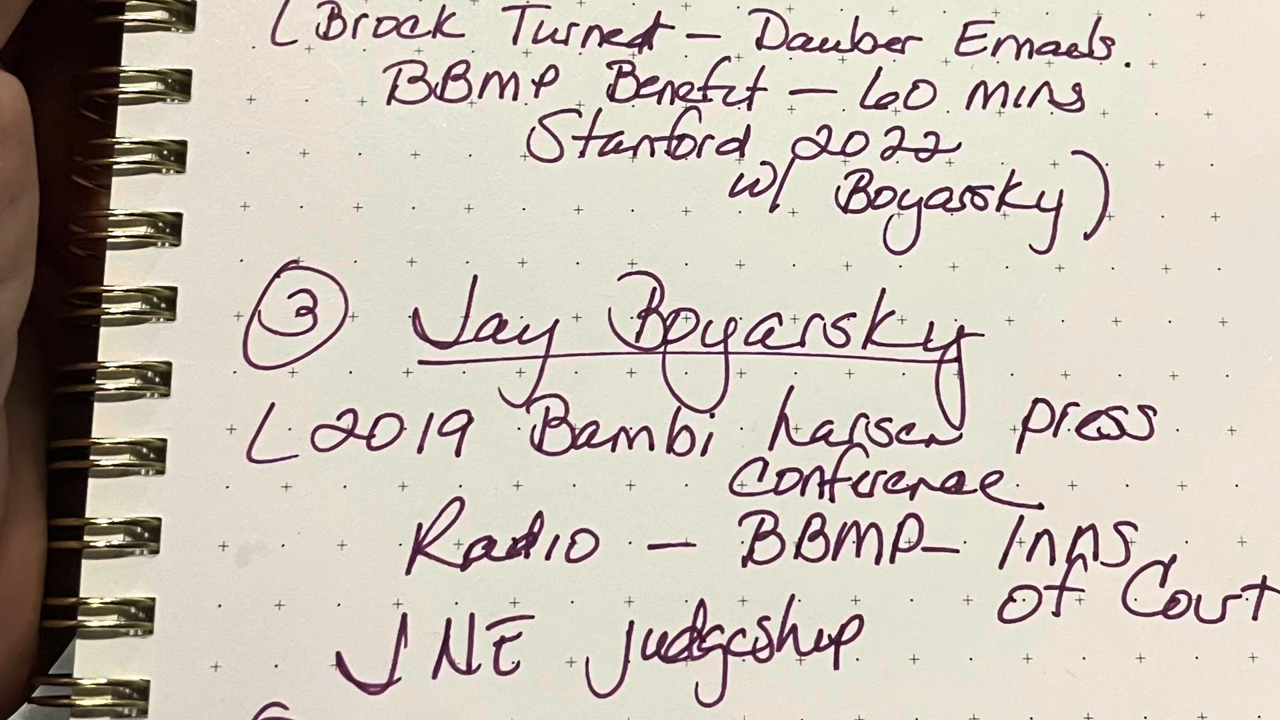 (Brock Turner – Dauber Emails.
BBMP Benefit – 60 mins
Stanford 2022
w/ Boyarsky)
③ Jay Boyarsky
(2019 Bambi Larsen press
Conference
Radio – BBMP – Inns
of Court
JNE judgeship